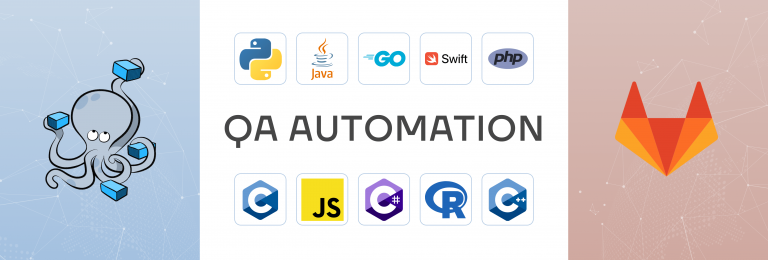 Java
GO
Swift
php
QA AUTOMATION
C
JS
C#
R
C++